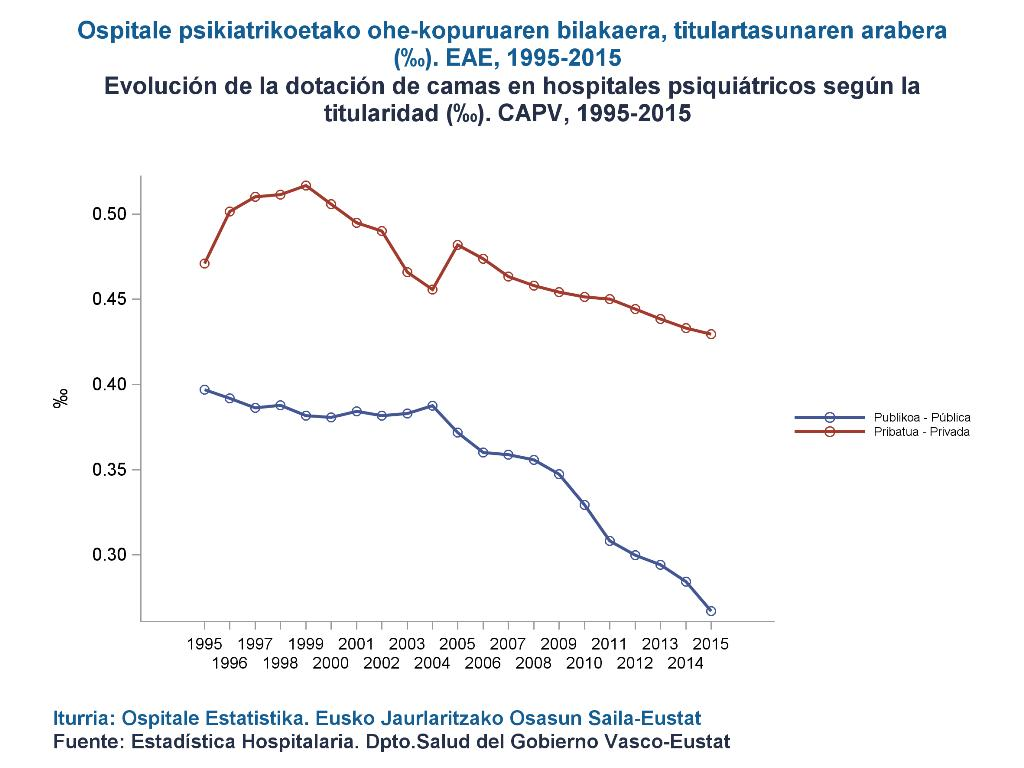 Ospitale psikiatrikoetako ohe-kopuruaren bilakaera, titulartasunaren arabera
(‰). EAE, 1995-2015
Evolución de la dotación de camas en hospitales psiquiátricos según la
titularidad (‰). CAPV, 1995-2015
0.50
0.45
0.40
‰
0.35
0.30
Publikoa - Pública
Pribatua - Privada
1995 1997 1999 2001 2003 2005 2007 2009 2011 2013 2015
1996 1998 2000 2002 2004 2006 2008 2010 2012 2014
Iturria: Ospitale Estatistika. Eusko Jaurlaritzako Osasun Saila-Eustat
Fuente: Estadística Hospitalaria. Dpto.Salud del Gobierno Vasco-Eustat